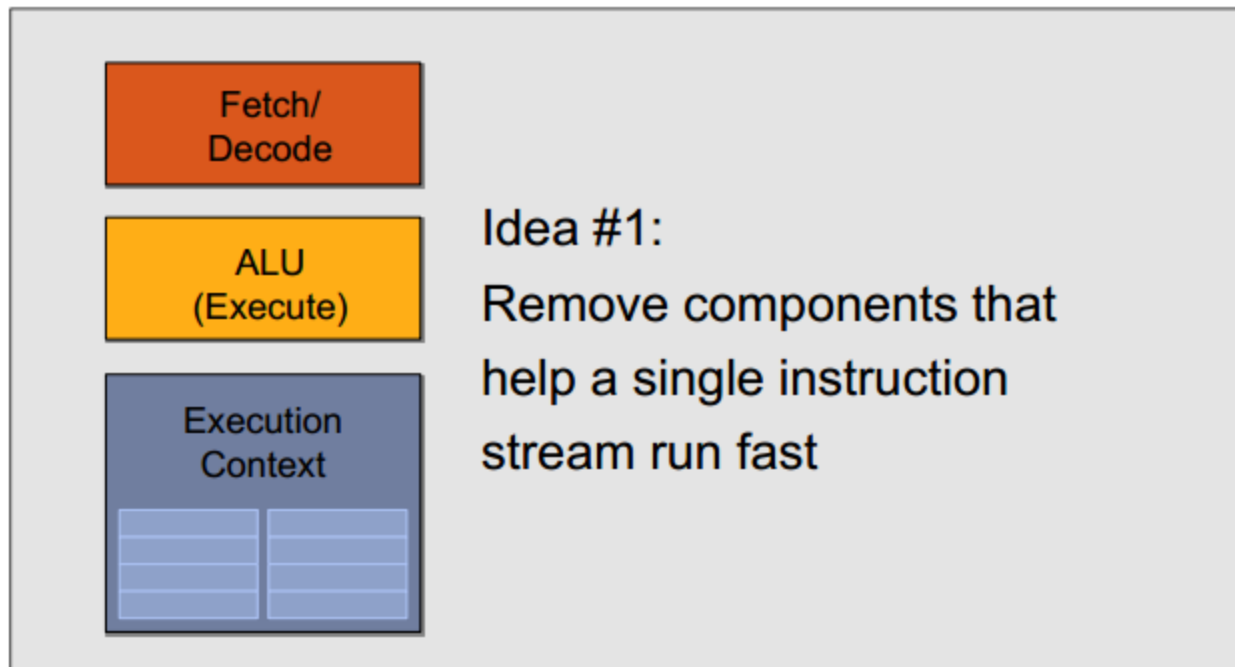 Fetch/
Decode
ALU
(Execute)
Execution
Context
Idea #1:
Remove components that
help a single instruction
stream run fast